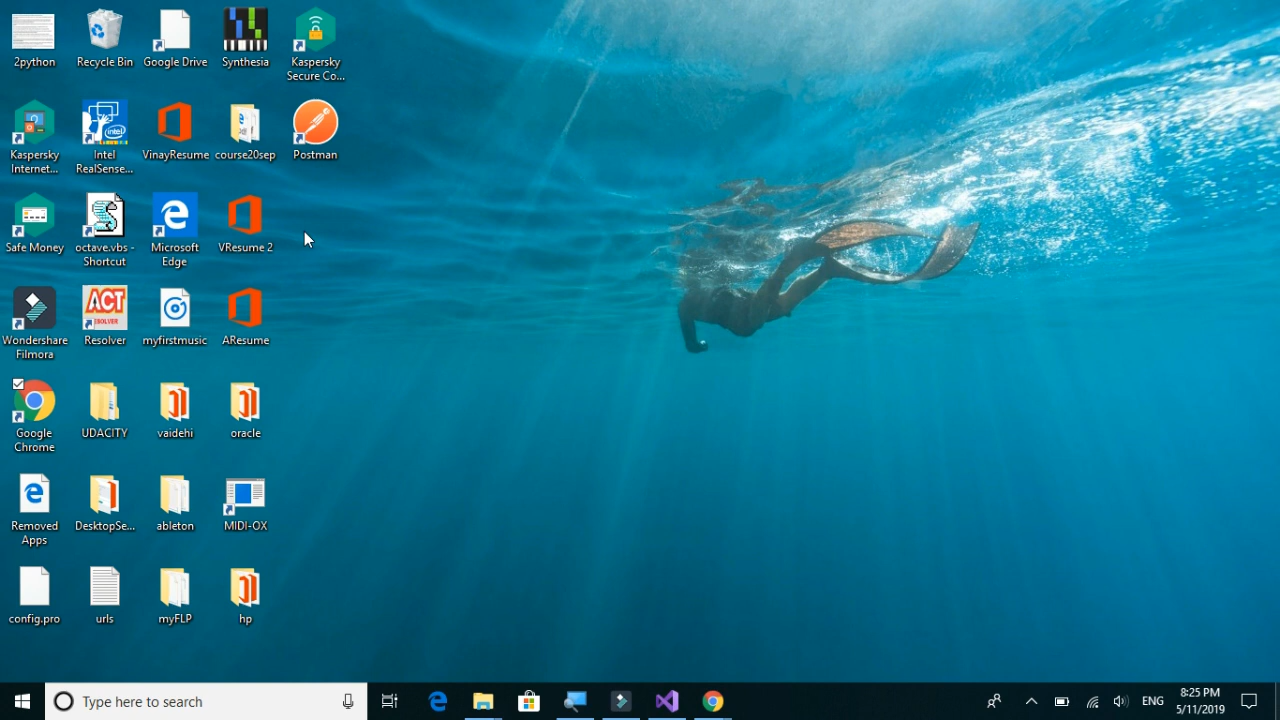 2python
Recycle Bin
Google Drive
Synthesia
Kaspersky
Secure Co...
Kaspersky
Internet...
Intel
RealSense...
VinayResume
course20sep
Postman
Safe Money
octave.vbs -
Shortcut
Microsoft
Edge
VResume 2
Wondershare
Filmora
ACT
Resolver
myfirstmusic
AResume
Google
Chrome
UDACITY
vaidehi
oracle
Removed
Apps
DesktopSe...
ableton
MIDI-OX
config.pro
urls
myFLP
hp
Type here to search
ENG
8:25 PM
5/11/2019